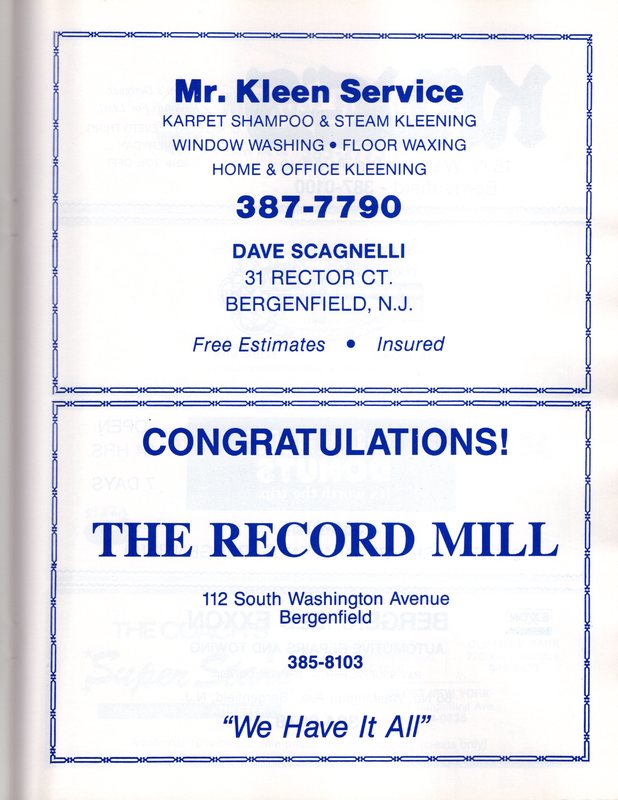 Mr. Kleen Service
KARPET SHAMPOO & STEAM KLEENING
WINDOW WASHING • FLOOR WAXING
HOME & OFFICE KLEENING
387-7790
DAVE SCAGNELLI
31 RECTOR CT.
BERGENFIELD, N.J.
Free Estimates • Insured
CONGRATULATIONS!
THE RECORD MILL
112 South Washington Avenue
Bergenfield
385-8103
"We Have It All"